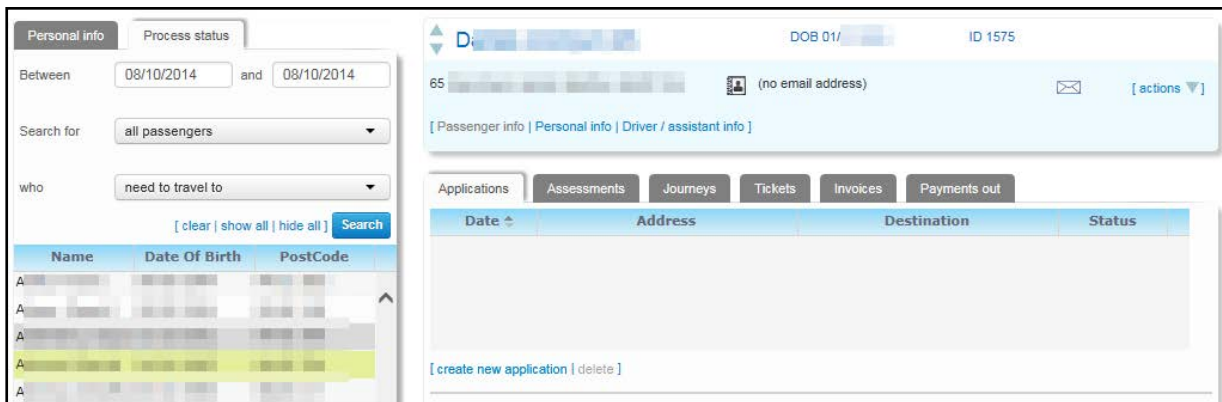 Personal info Process status
Between 08/10/2014 and 08/10/2014
Search for all passengers
who need to travel to
[ clear | show all | hide all ] Search
Name Date Of Birth PostCode
A
A
A
A
A
DOB 01/ ID 1575
65 (no email address) [ actions ]
[ Passenger info | Personal info | Driver / assistant info ]
Applications Assessments Journeys Tickets Invoices Payments out
Date Address Destination Status
[ create new application | delete ]